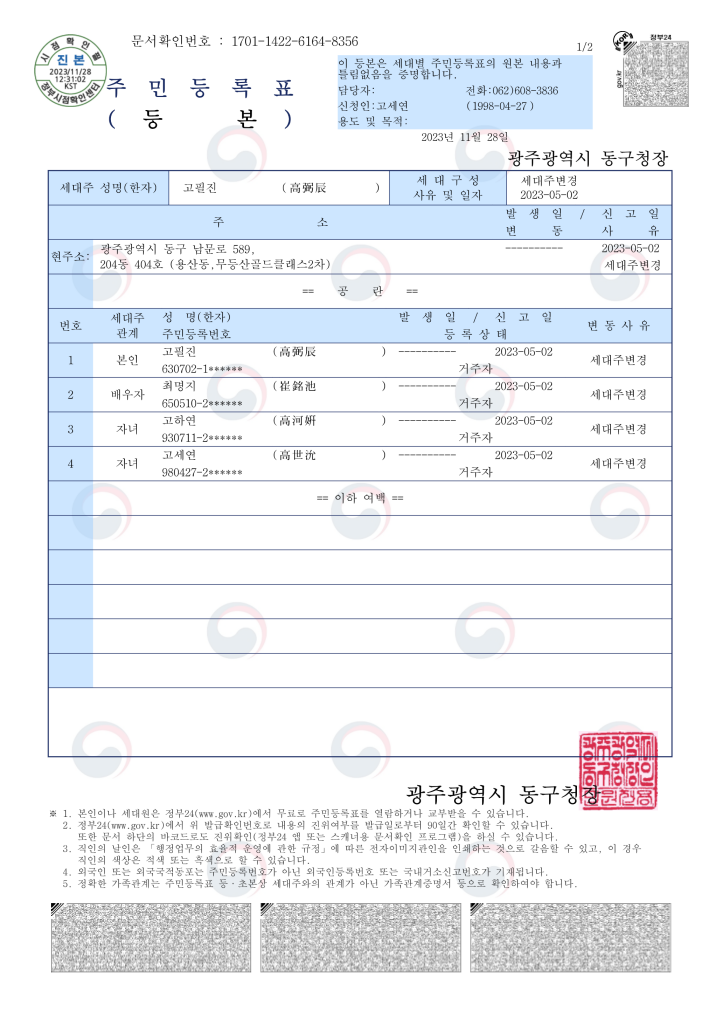 문서확인번호 : 1701-1422-6164-8356
1/2
시점확인필
진 본
2023/11/28
12:31:02
KST
정부시점확인센터
KOR
정부24
gov.kr
주 민 등 록 표
( 등 본 )
이 등본은 세대별 주민등록표의 원본 내용과
틀림없음을 증명합니다.
담당자: 전화:062)608-3836
신청인:고세연 (1998-04-27 )
용도 및 목적:
2023년 11월 28일
광주광역시 동구청장
세대주 성명(한자) 고필진 (高弼辰 ) 세 대 구 성 사유 및 일자 세대주변경 2023-05-02
주 소 발 생 일 / 신 고 일
변 동 사 유
현주소: 광주광역시 동구 남문로 589, ---------- 2023-05-02
204동 404호 (용산동,무등산골드클래스2차) 세대주변경
== 공 란 ==
번호 세대주 관계 성 명(한자) 주민등록번호 발 생 일 / 신 고 일 등 록 상 태 변 동 사 유
1 본인 고필진 (高弼辰 ) ---------- 2023-05-02 세대주변경
630702-1****** 거주자
2 배우자 최명지 (崔銘池 ) ---------- 2023-05-02 세대주변경
650510-2****** 거주자
3 자녀 고하연 (高河姸 ) ---------- 2023-05-02 세대주변경
930711-2****** 거주자
4 자녀 고세연 (高世沇 ) ---------- 2023-05-02 세대주변경
980427-2****** 거주자
== 이하 여백 ==
광주광역시 동구청장
※ 1. 본인이나 세대원은 정부24(www.gov.kr)에서 무료로 주민등록표를 열람하거나 교부받을 수 있습니다.
2. 정부24(www.gov.kr)에서 위 발급확인번호로 내용의 진위여부를 발급일로부터 90일간 확인할 수 있습니다.
또한 문서 하단의 바코드로도 진위확인(정부24 앱 또는 스캐너용 문서확인 프로그램)을 하실 수 있습니다.
3. 직인의 날인은 「행정업무의 효율적 운영에 관한 규정」에 따른 전자이미지관인을 인쇄하는 것으로 갈음할 수 있고, 이 경우
직인의 색상은 적색 또는 흑색으로 할 수 있습니다.
4. 외국인 또는 외국국적동포는 주민등록번호가 아닌 외국인등록번호 또는 국내거소신고번호가 기재됩니다.
5. 정확한 가족관계는 주민등록표 등·초본상 세대주와의 관계가 아닌 가족관계증명서 등으로 확인하여야 합니다.